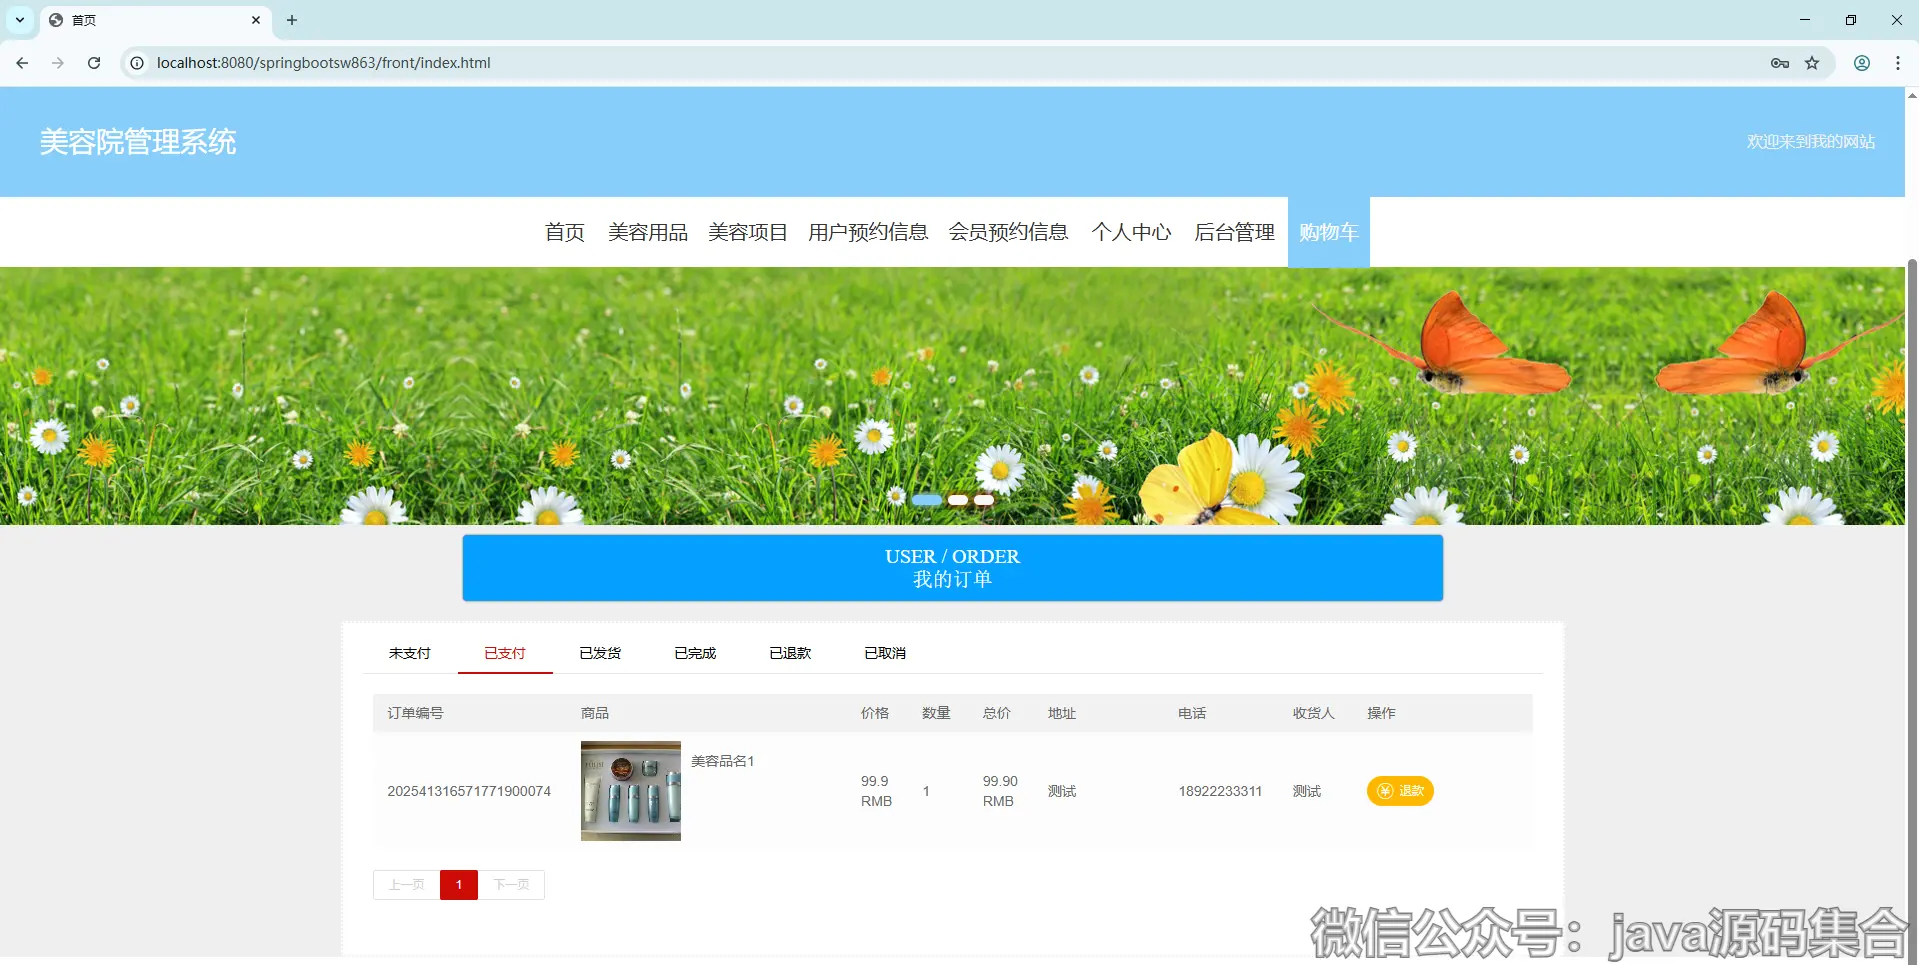 首页
localhost:8080/springbootsw863/front/index.html
美容院管理系统
欢迎来到我的网站
首页 美容用品 美容项目 用户预约信息 会员预约信息 个人中心 后台管理 购物车
USER / ORDER
我的订单
未支付 已支付 已发货 已完成 已退款 已取消
订单编号 商品 价格 数量 总价 地址 电话 收货人 操作
202541316571771900074 美容品名1 99.9 RMB 1 99.90 RMB 测试 18922233311 测试 退款
上一页 1 下一页
微信公众号：java源码集合